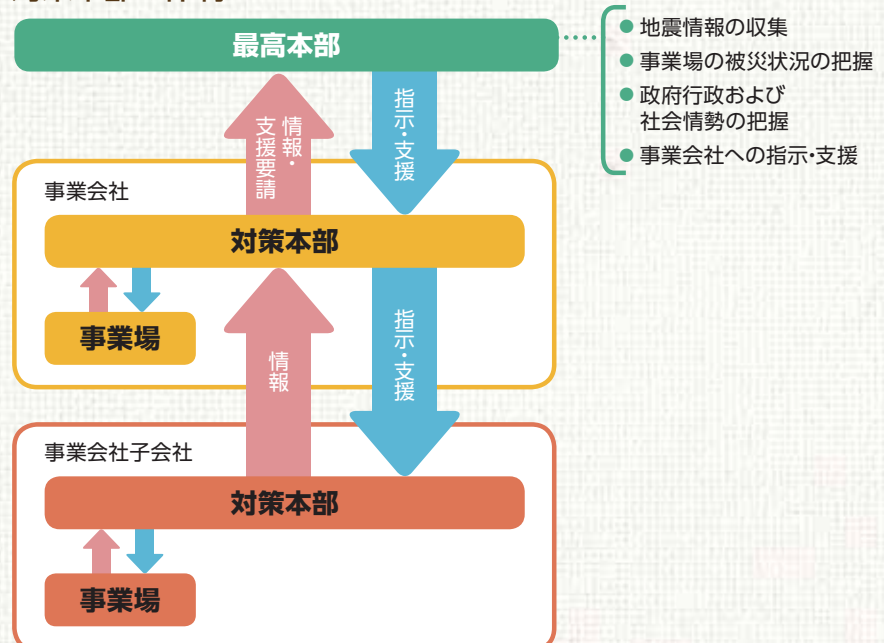 最高本部
地震情報の収集
事業場の被災状況の把握
政府行政および
社会情勢の把握
事業会社への指示・支援
情報・
支援要請
指示・支援
事業会社
対策本部
事業場
情報
指示・支援
事業会社子会社
対策本部
事業場